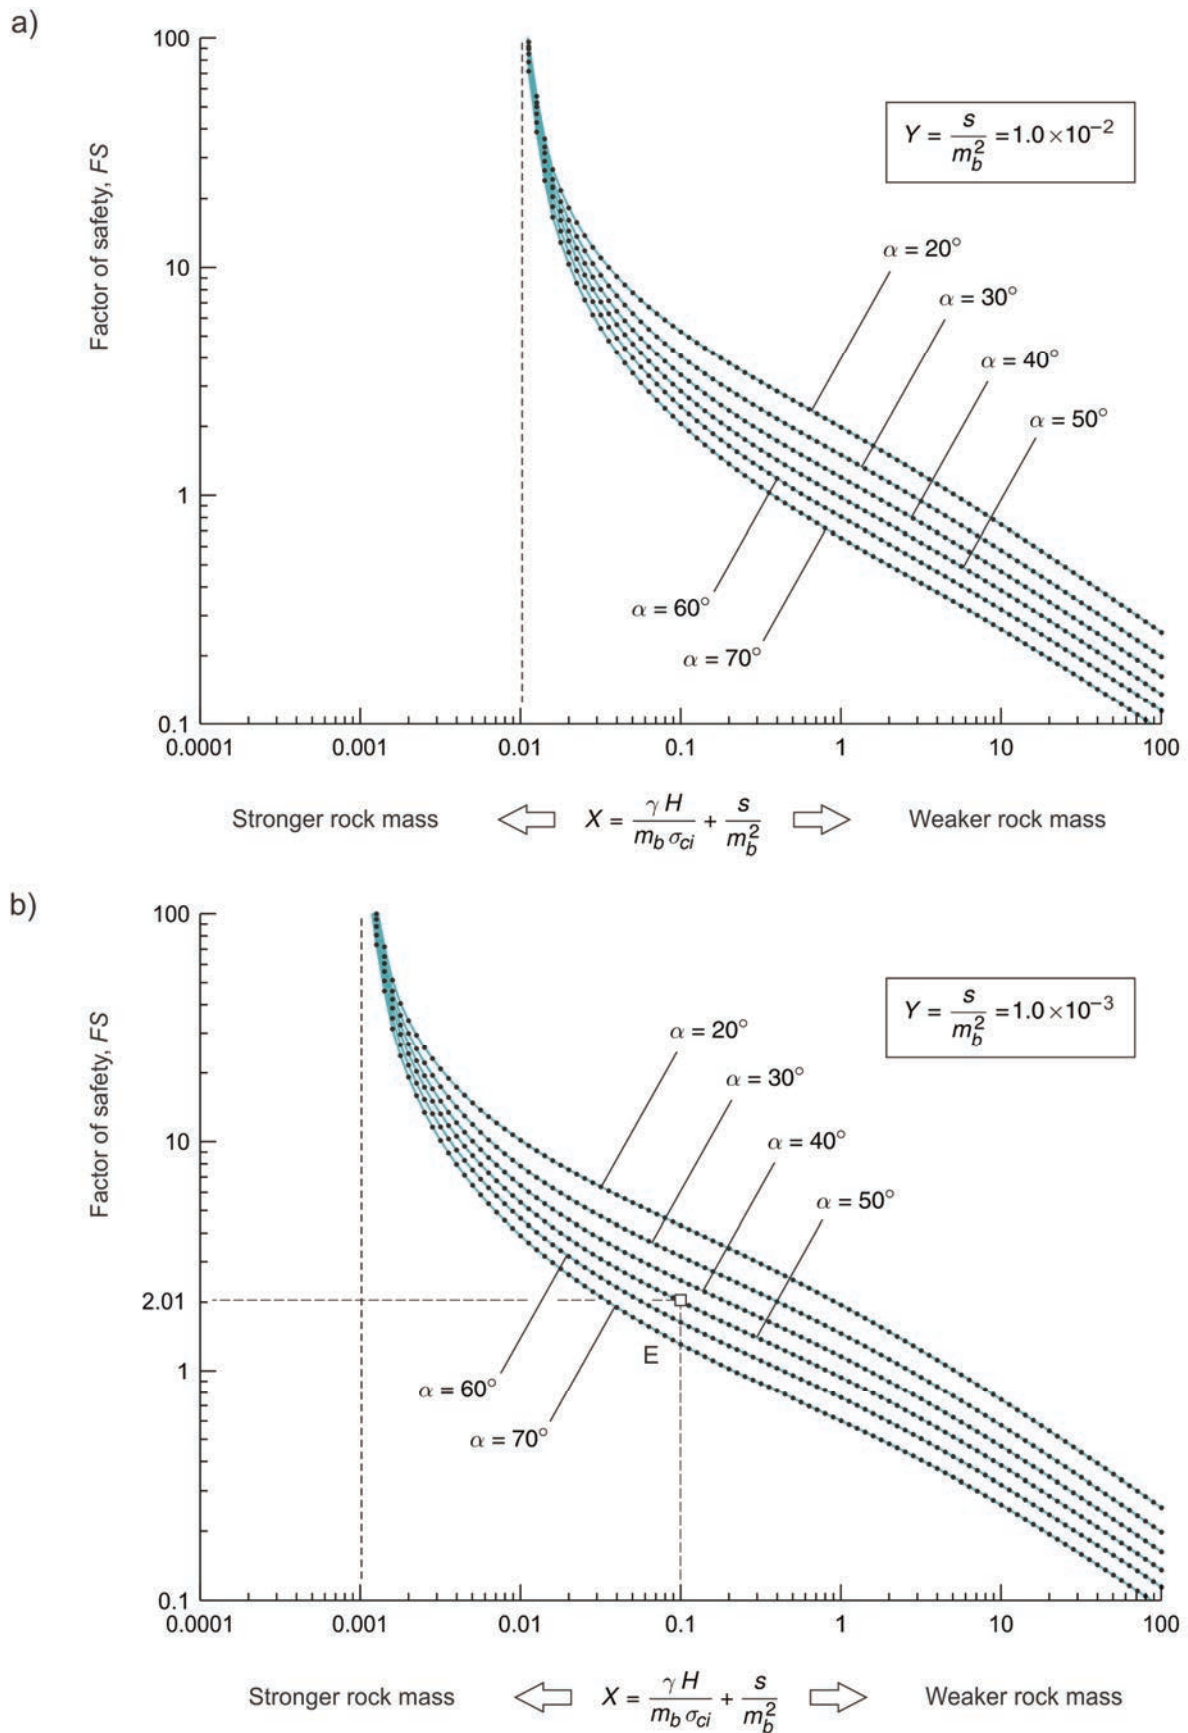 a)
100
10
1
0.1
Factor of safety, FS
Y = s/m_b^2 = 1.0 × 10^−2
α = 20°
α = 30°
α = 40°
α = 50°
α = 60°
α = 70°
0.0001 0.001 0.01 0.1 1 10 100
Stronger rock mass X = γ H/(m_b σ_ci) + s/m_b^2 Weaker rock mass
b)
100
10
2.01
1
0.1
Factor of safety, FS
Y = s/m_b^2 = 1.0 × 10^−3
α = 20°
α = 30°
α = 40°
α = 50°
E
α = 60°
α = 70°
0.0001 0.001 0.01 0.1 1 10 100
Stronger rock mass X = γ H/(m_b σ_ci) + s/m_b^2 Weaker rock mass